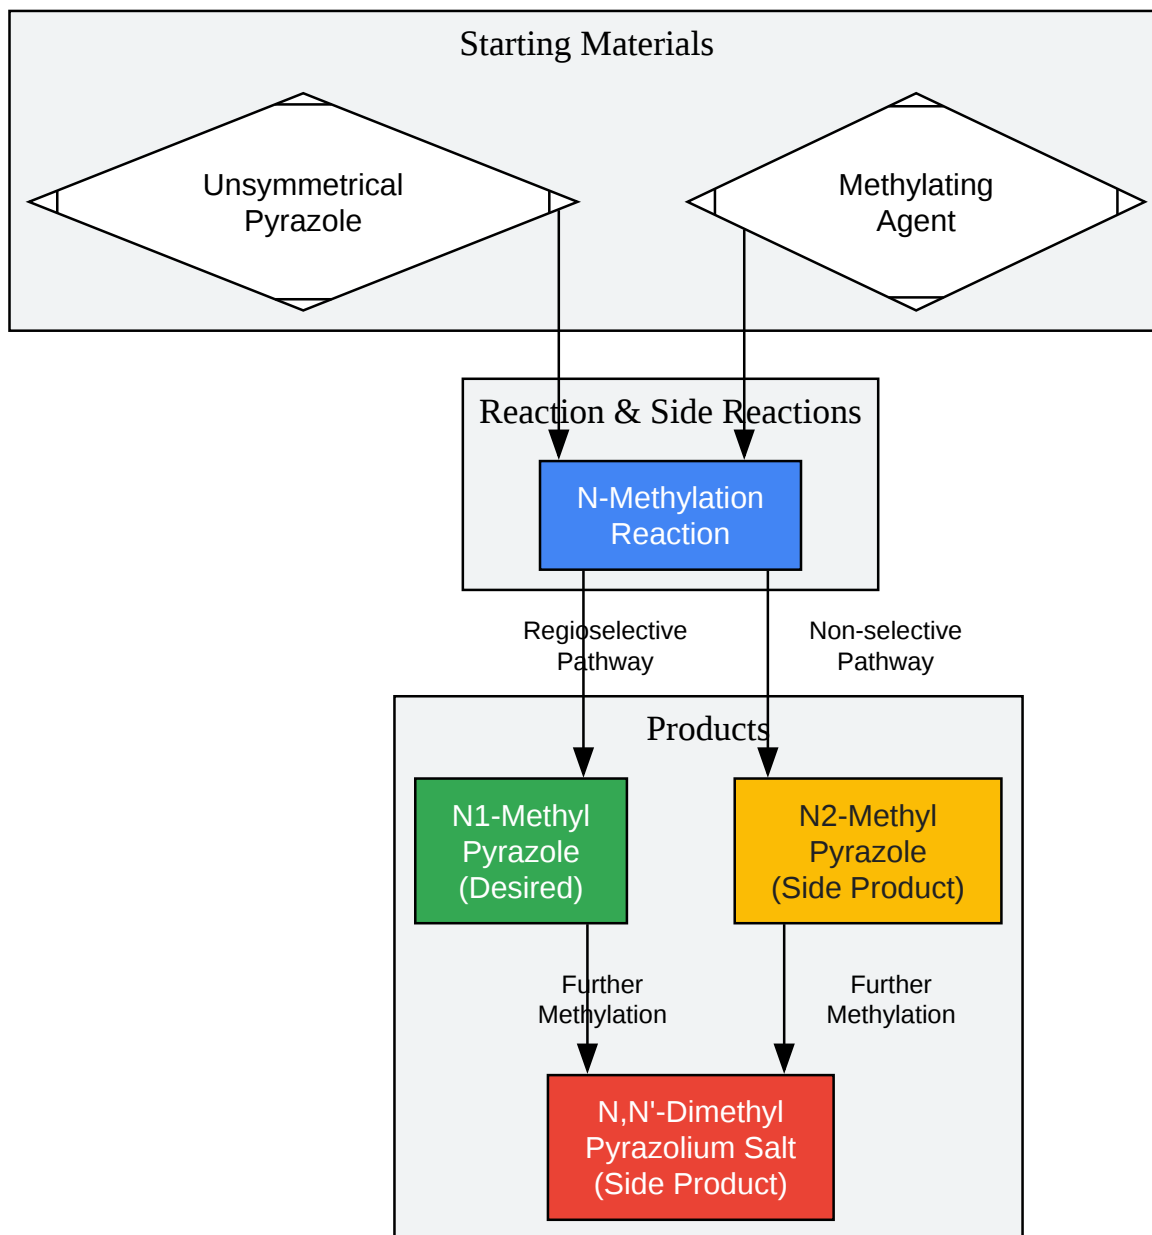 Starting Materials
Unsymmetrical
Pyrazole
Methylating
Agent
Reaction & Side Reactions
N-Methylation
Reaction
Regioselective
Pathway
Non-selective
Pathway
Products
N1-Methyl
Pyrazole
(Desired)
N2-Methyl
Pyrazole
(Side Product)
Further
Methylation
Further
Methylation
N,N'-Dimethyl
Pyrazolium Salt
(Side Product)